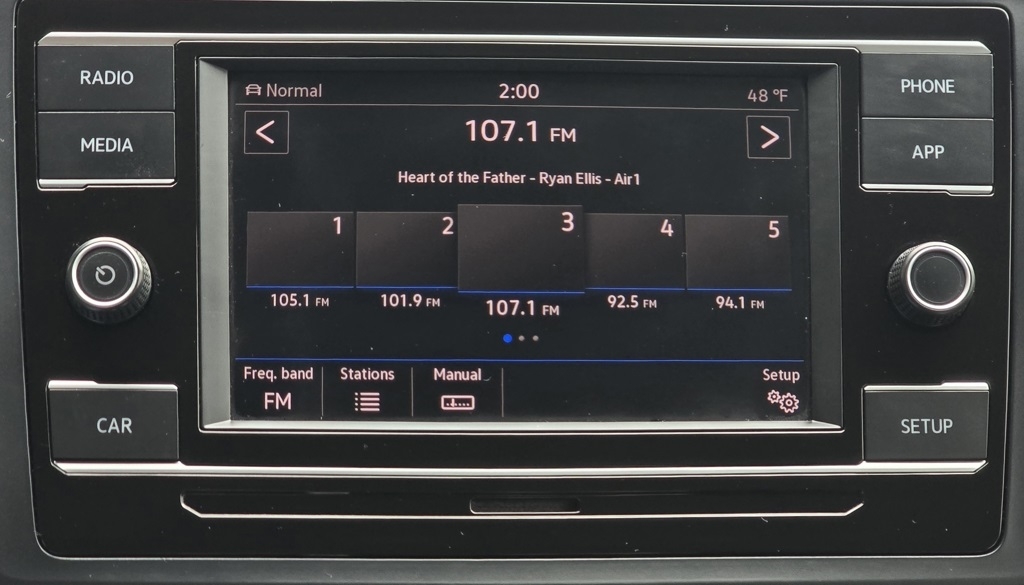 RADIO
MEDIA
CAR
Normal 2:00 48 °F
< 107.1 FM >
Heart of the Father - Ryan Ellis - Air1
1 2 3 4 5
105.1 FM 101.9 FM 107.1 FM 92.5 FM 94.1 FM
Freq. band Stations Manual Setup
FM
PHONE
APP
SETUP